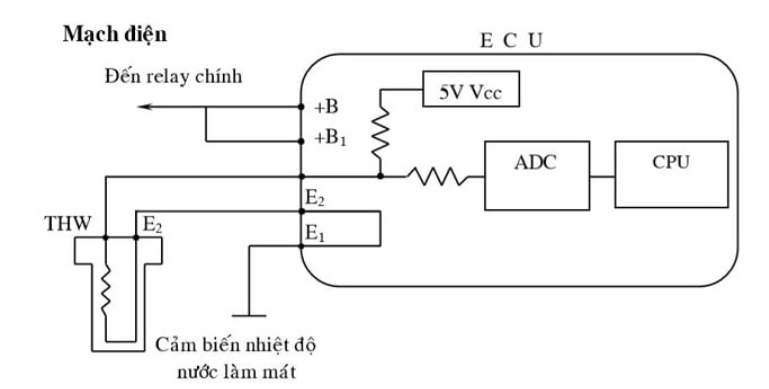 Mạch điện
E C U
Đến relay chính
5V Vcc
+B
+B₁
ADC
CPU
E₂
THW
E₂
E₁
Cảm biến nhiệt độ
nước làm mát